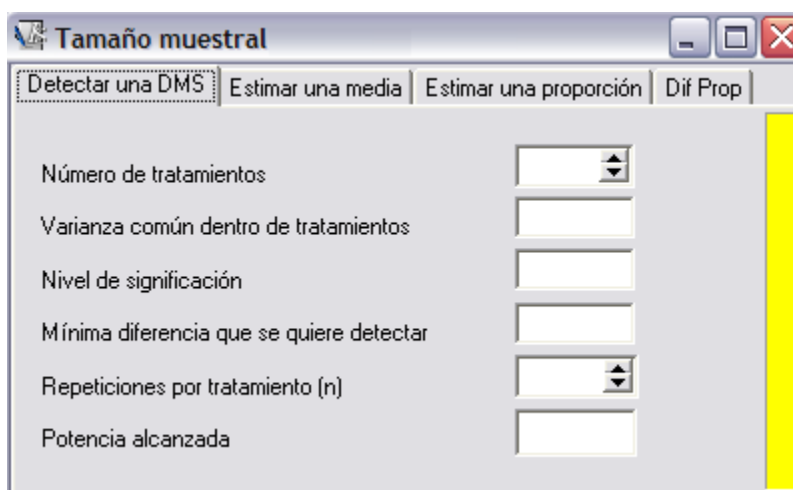 Tamaño muestral
Detectar una DMS Estimar una media Estimar una proporción Dif Prop
Número de tratamientos
Varianza común dentro de tratamientos
Nivel de significación
Mínima diferencia que se quiere detectar
Repeticiones por tratamiento (n)
Potencia alcanzada